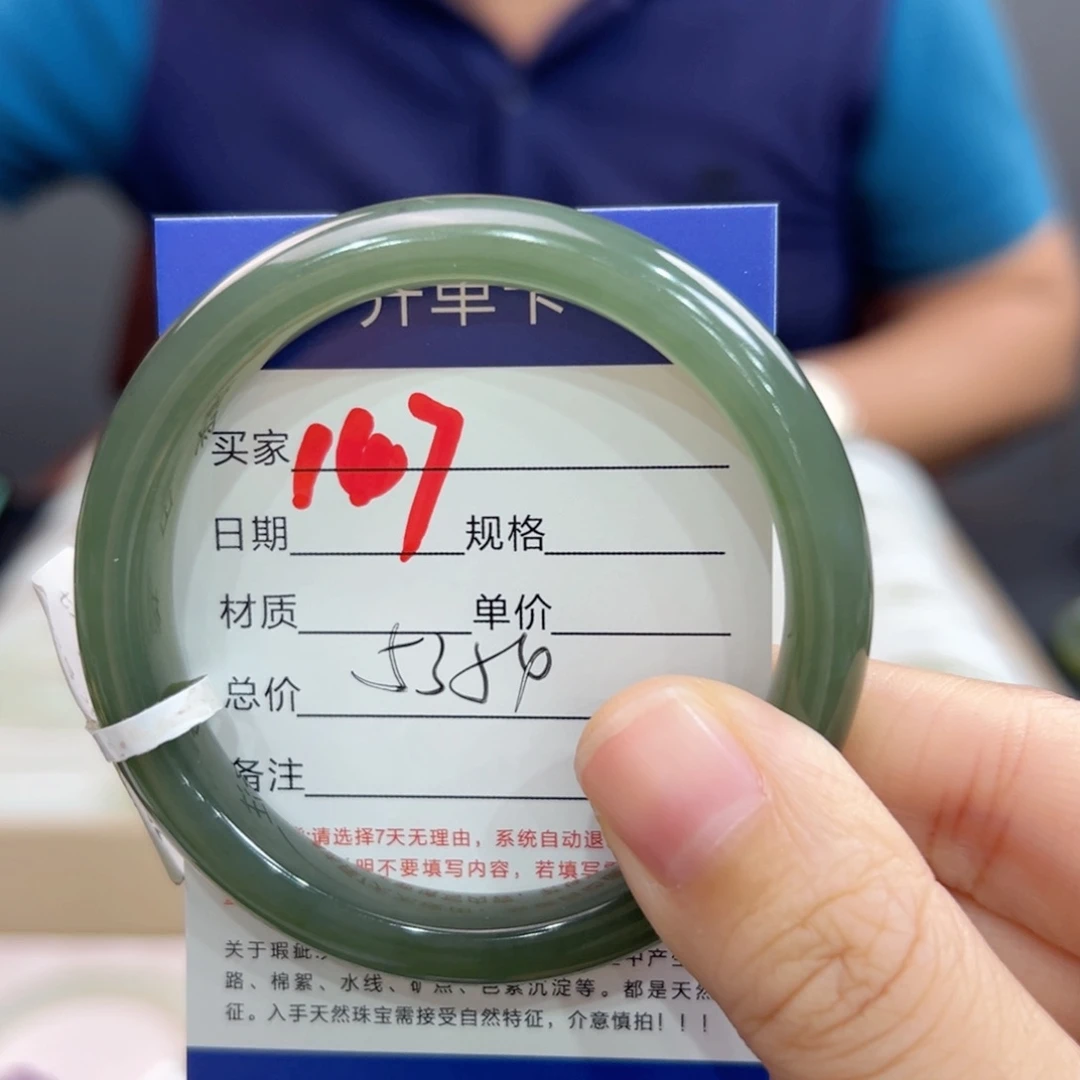 开单卡
买家 167
日期 规格
材质 单价
总价
备注
请选择7天无理由，系统自动退
明不要填写内容，若填写
关于瑕疵
中产生
路、棉絮、水线、矿点、色素沉淀等。都是天然
征。入手天然珠宝需接受自然特征，介意慎拍！！！